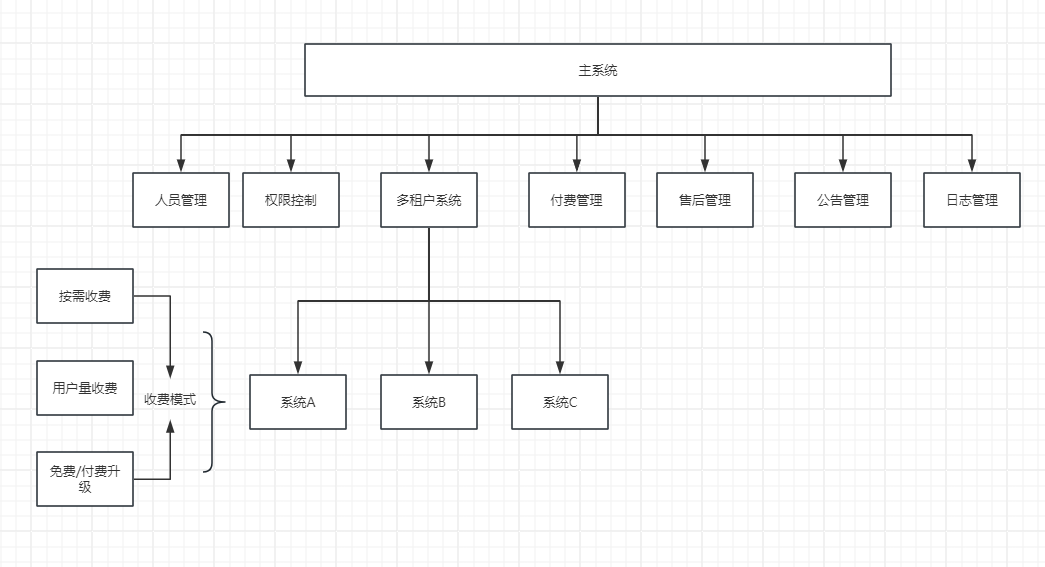 主系统
人员管理
权限控制
多租户系统
付费管理
售后管理
公告管理
日志管理
按需收费
用户量收费
收费模式
免费/付费升
级
系统A
系统B
系统C